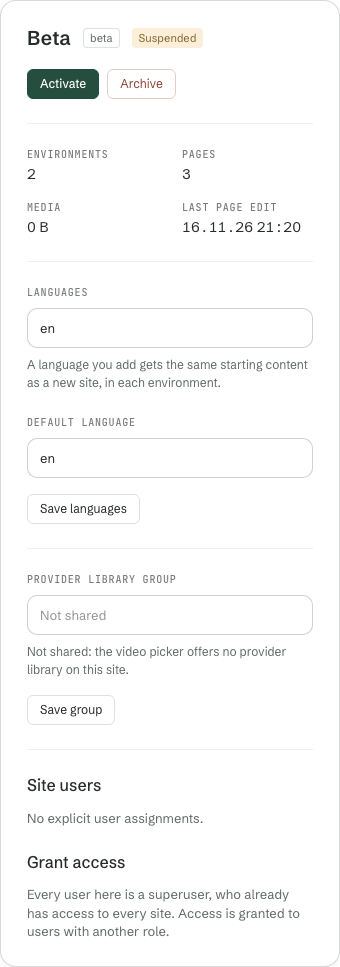 Beta beta Suspended
Activate Archive
ENVIRONMENTS PAGES
2 3
MEDIA LAST PAGE EDIT
0 B 16.11.26 21:20
LANGUAGES
en
A language you add gets the same starting content
as a new site, in each environment.
DEFAULT LANGUAGE
en
Save languages
PROVIDER LIBRARY GROUP
Not shared
Not shared: the video picker offers no provider
library on this site.
Save group
Site users
No explicit user assignments.
Grant access
Every user here is a superuser, who already
has access to every site. Access is granted to
users with another role.